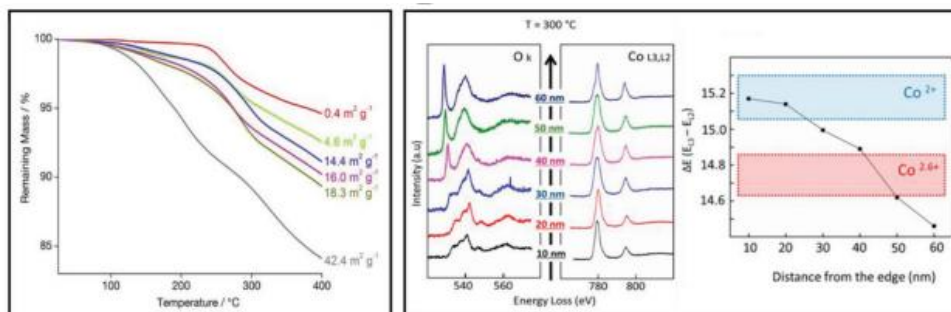 100
95
90
85
Remaining Mass / %
0.4 m² g⁻¹
4.8 m² g⁻¹
14.4 m² g⁻¹
16.0 m² g⁻¹
18.3 m² g⁻¹
42.4 m² g⁻¹
0 100 200 300 400
Temperature / °C
T = 300 °C
O k
Co L3,L2
Intensity (a.u)
60 nm
50 nm
40 nm
30 nm
20 nm
10 nm
540 560 780 800
Energy Loss (eV)
ΔE (E L3 – E L2)
15.2
15.0
14.8
14.6
Co 2+
Co 2.6+
10 20 30 40 50 60
Distance from the edge (nm)